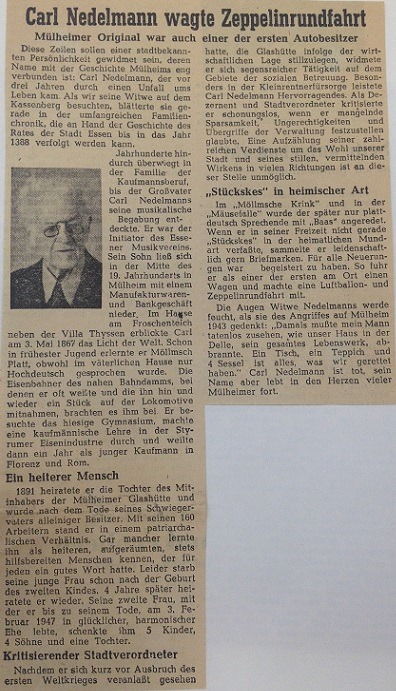 Carl Nedelmann wagte Zeppelinrundfahrt
Mülheimer Original war auch einer der ersten Autobesitzer
Diese Zeilen sollen einer stadtbekann-
ten Persönlichkeit gewidmet sein, deren
Name mit der Geschichte Mülheims eng
verbunden ist: Carl Nedelmann, der vor
drei Jahren durch einen Unfall ums
Leben kam. Als wir seine Witwe auf dem
Kassenberg besuchten, blätterte sie ge-
rade in der umfangreichen Familien-
chronik, die an Hand der Geschichte des
Rates der Stadt Essen bis in das Jahr
1388 verfolgt werden kann.
Jahrhunderte hin-
durch überwiegt in
der Familie der
Kaufmannsberuf,
bis der Großvater
Carl Nedelmanns
seine musikalische
Begabung ent-
deckte. Er war der
Initiator des Esse-
ner Musikvereins.
Sein Sohn ließ sich
in der Mitte des
19. Jahrhunderts in
Mülheim mit einem
Manufakturwaren-
und Bankgeschäft
nieder. Im Hause
am Froschenteich
neben der Villa Thyssen erblickte Carl
am 3. Mai 1867 das Licht der Welt. Schon
in frühester Jugend erlernte er Möllmsch
Platt, obwohl im väterlichen Hause nur
Hochdeutsch gesprochen wurde. Die
Eisenbahner des nahen Bahndamms, bei
denen er oft weilte und die ihn hin und
wieder ein Stück auf der Lokomotive
mitnahmen, brachten es ihm bei. Er be-
suchte das hiesige Gymnasium, machte
eine kaufmännische Lehre in der Sty-
rumer Eisenindustrie durch und weilte
dann ein Jahr als junger Kaufmann in
Florenz und Rom.
Ein heiterer Mensch
1891 heiratete er die Tochter des Mit-
inhabers der Mülheimer Glashütte und
wurde nach dem Tode seines Schwieger-
vaters alleiniger Besitzer. Mit seinen 160
Arbeitern stand er in einem patriarcha-
lischen Verhältnis. Gar mancher lernte
ihn als heiteren, aufgeräumten, stets
hilfsbereiten Menschen kennen, der für
jeden ein gutes Wort hatte. Leider starb
seine junge Frau schon nach der Geburt
des zweiten Kindes. 4 Jahre später hei-
ratete er wieder. Seine zweite Frau, mit
der er bis zu seinem Tode, am 3. Fe-
bruar 1947 in glücklicher, harmonischer
Ehe lebte, schenkte ihm 5 Kinder,
4 Söhne und eine Tochter.
Kritisierender Stadtverordneter
Nachdem er sich kurz vor Ausbruch des
ersten Weltkrieges veranlaßt gesehen
hatte, die Glashütte infolge der wirt-
schaftlichen Lage stillzulegen, widmete
er sich segensreicher Tätigkeit auf dem
Gebiete der sozialen Betreuung. Beson-
ders in der Kleinrentnerfürsorge leistete
Carl Nedelmann Hervorragendes. Als De-
zernent und Stadtverordneter kritisierte
er schonungslos, wenn er mangelnde
Sparsamkeit, Ungerechtigkeiten und
Übergriffe der Verwaltung festzustellen
glaubte. Eine Aufzählung seiner zahl-
reichen Verdienste um das Wohl unserer
Stadt und seines stillen, vermittelnden
Wirkens in vielen Richtungen ist an die-
ser Stelle unmöglich.
„Stückskes" in heimischer Art
Im „Möllmsche Krink" und in der
„Mäusefalle" wurde der später nur platt-
deutsch Sprechende mit „Baas" angeredet.
Wenn er in seiner Freizeit nicht gerade
„Stückskes" in der heimatlichen Mund-
art verfaßte, sammelte er leidenschaft-
lich gern Briefmarken. Für alle Neuerun-
gen war begeistert zu haben. So fuhr
er als einer der ersten am Ort einen
Wagen und machte eine Luftballon- und
Zeppelinrundfahrt mit.
Die Augen Witwe Nedelmanns werde
feucht, als sie des Angriffes auf Mülheim
1943 gedenkt: „Damals mußte mein Mann
tatenlos zusehen, wie unser Haus in der
Delle, sein gesamtes Lebenswerk, ab-
brannte. Ein Tisch, ein Teppich und
4 Sessel ist alles, was wir gerettet
haben." Carl Nedelmann ist tot, sein
Name aber lebt in den Herzen vieler
Mülheimer fort.